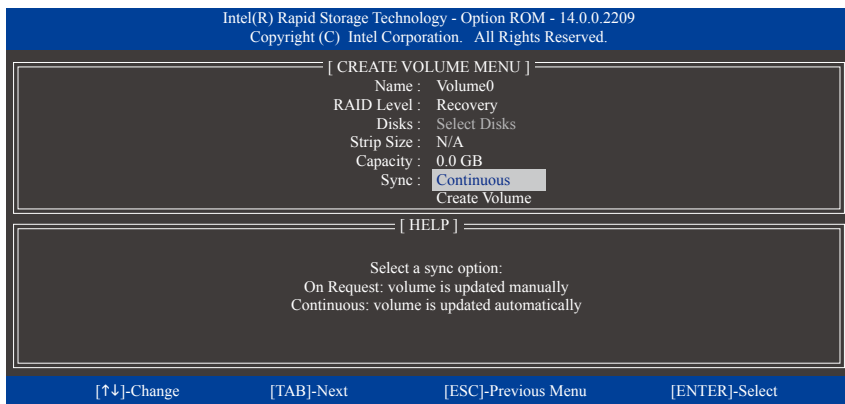 Intel(R) Rapid Storage Technology - Option ROM - 14.0.0.2209
Copyright (C) Intel Corporation. All Rights Reserved.
[ CREATE VOLUME MENU ]
Name : Volume0
RAID Level : Recovery
Disks : Select Disks
Strip Size : N/A
Capacity : 0.0 GB
Sync : Continuous
Create Volume
[ HELP ]
Select a sync option:
On Request: volume is updated manually
Continuous: volume is updated automatically
[↑↓]-Change [TAB]-Next [ESC]-Previous Menu [ENTER]-Select